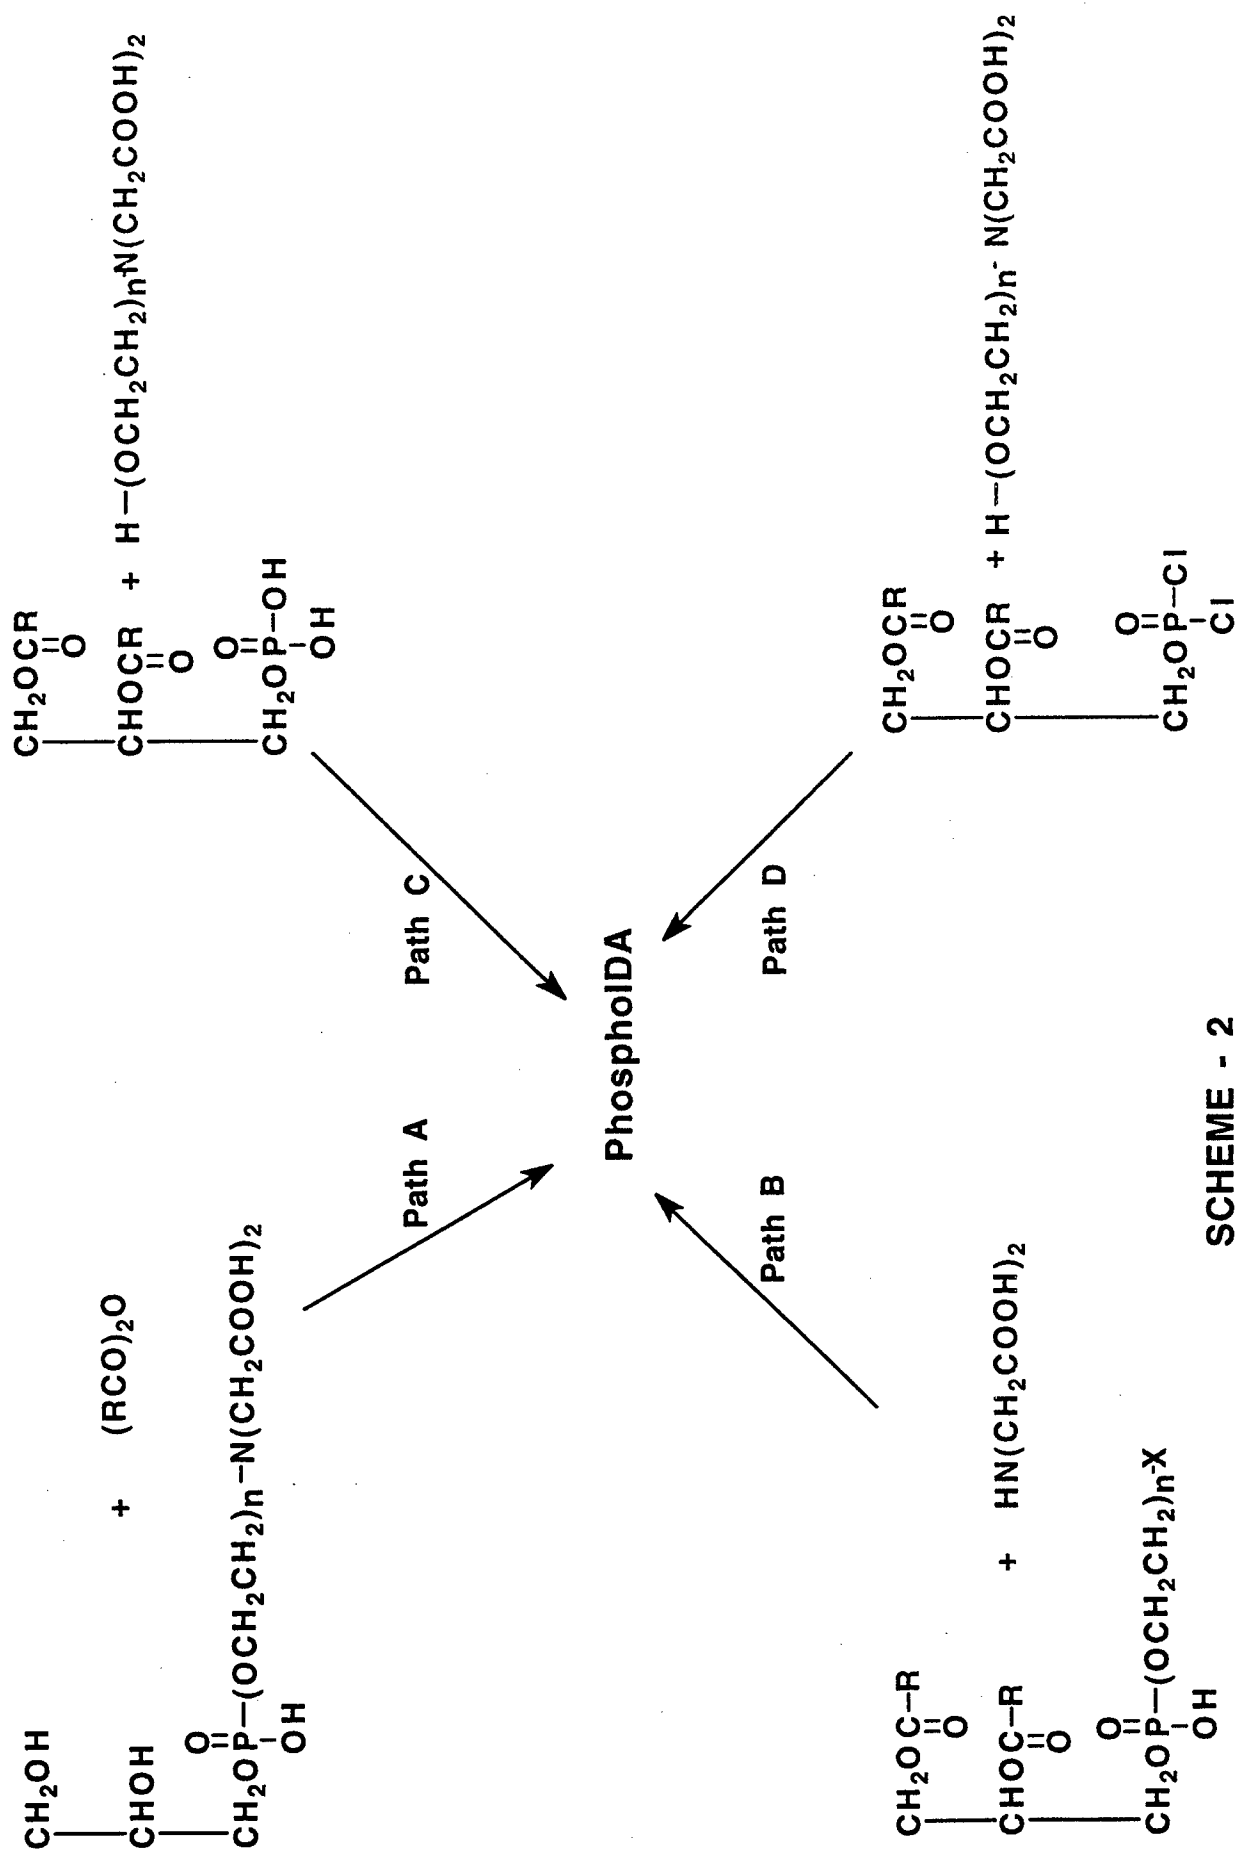 CH₂OH
CHOH + (RCO)₂O
O
CH₂OP—(OCH₂CH₂)n—N(CH₂COOH)₂
OH
CH₂OCR
O
CHOCR + H—(OCH₂CH₂)n-N(CH₂COOH)₂
O
O
CH₂OP—OH
OH
Path A
Path C
PhosphoIDA
Path B
Path D
CH₂OC—R
O
CHOC—R + HN(CH₂COOH)₂
O
O
CH₂OP—(OCH₂CH₂)n-X
OH
CH₂OCR
O
CHOCR + H—(OCH₂CH₂)n- N(CH₂COOH)₂
O
O
CH₂OP—Cl
Cl
SCHEME - 2